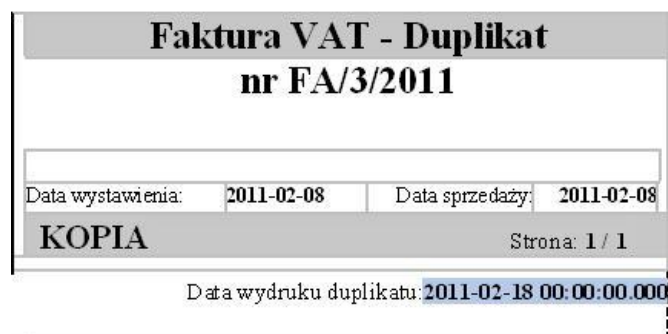 Faktura VAT - Duplikat
nr FA/3/2011
Data wystawienia: 2011-02-08 Data sprzedaży: 2011-02-08
KOPIA Strona: 1 / 1
Data wydruku duplikatu:2011-02-18 00:00:00.000